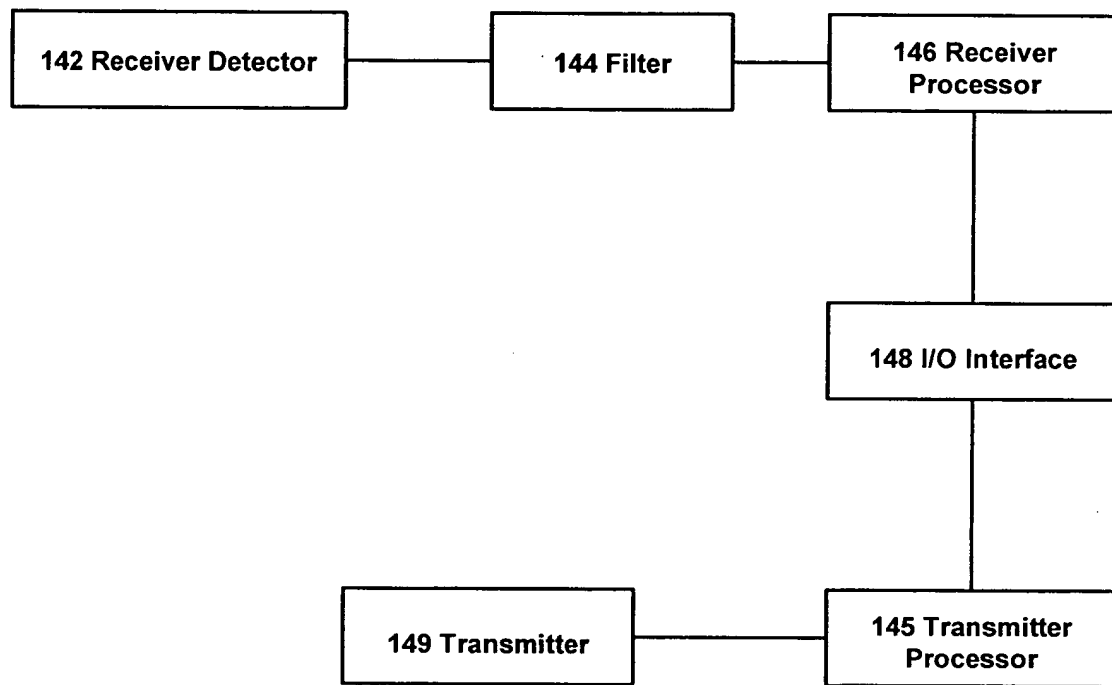 142 Receiver Detector
144 Filter
146 Receiver
Processor
148 I/O Interface
149 Transmitter
145 Transmitter
Processor